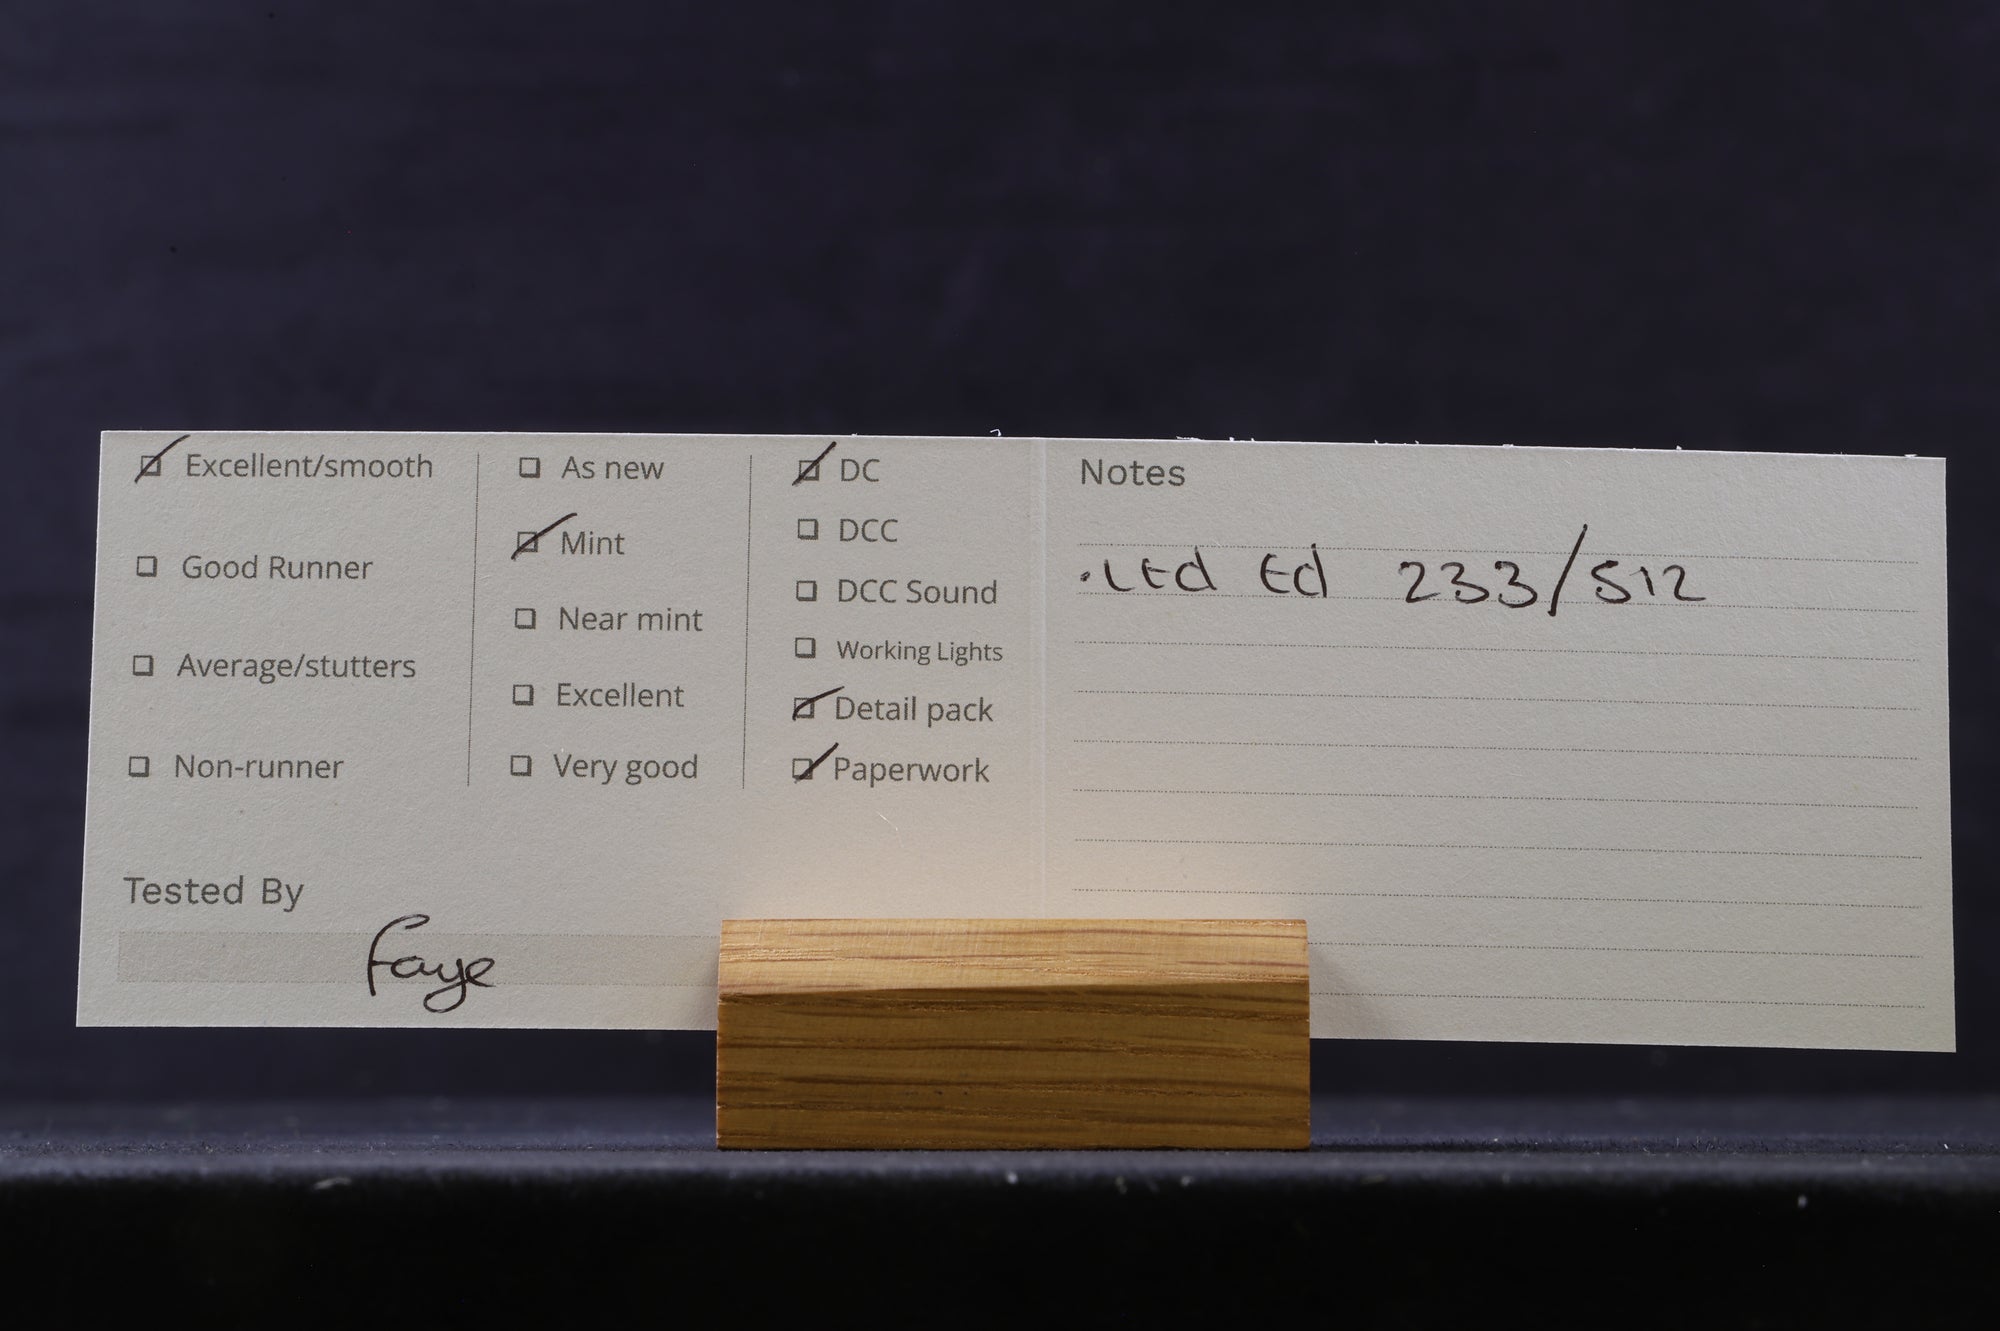 Excellent/smooth
Good Runner
Average/stutters
Non-runner
As new
Mint
Near mint
Excellent
Very good
DC
DCC
DCC Sound
Working Lights
Detail pack
Paperwork
Tested By
Faye
Notes
· Ltd Ed 233/512